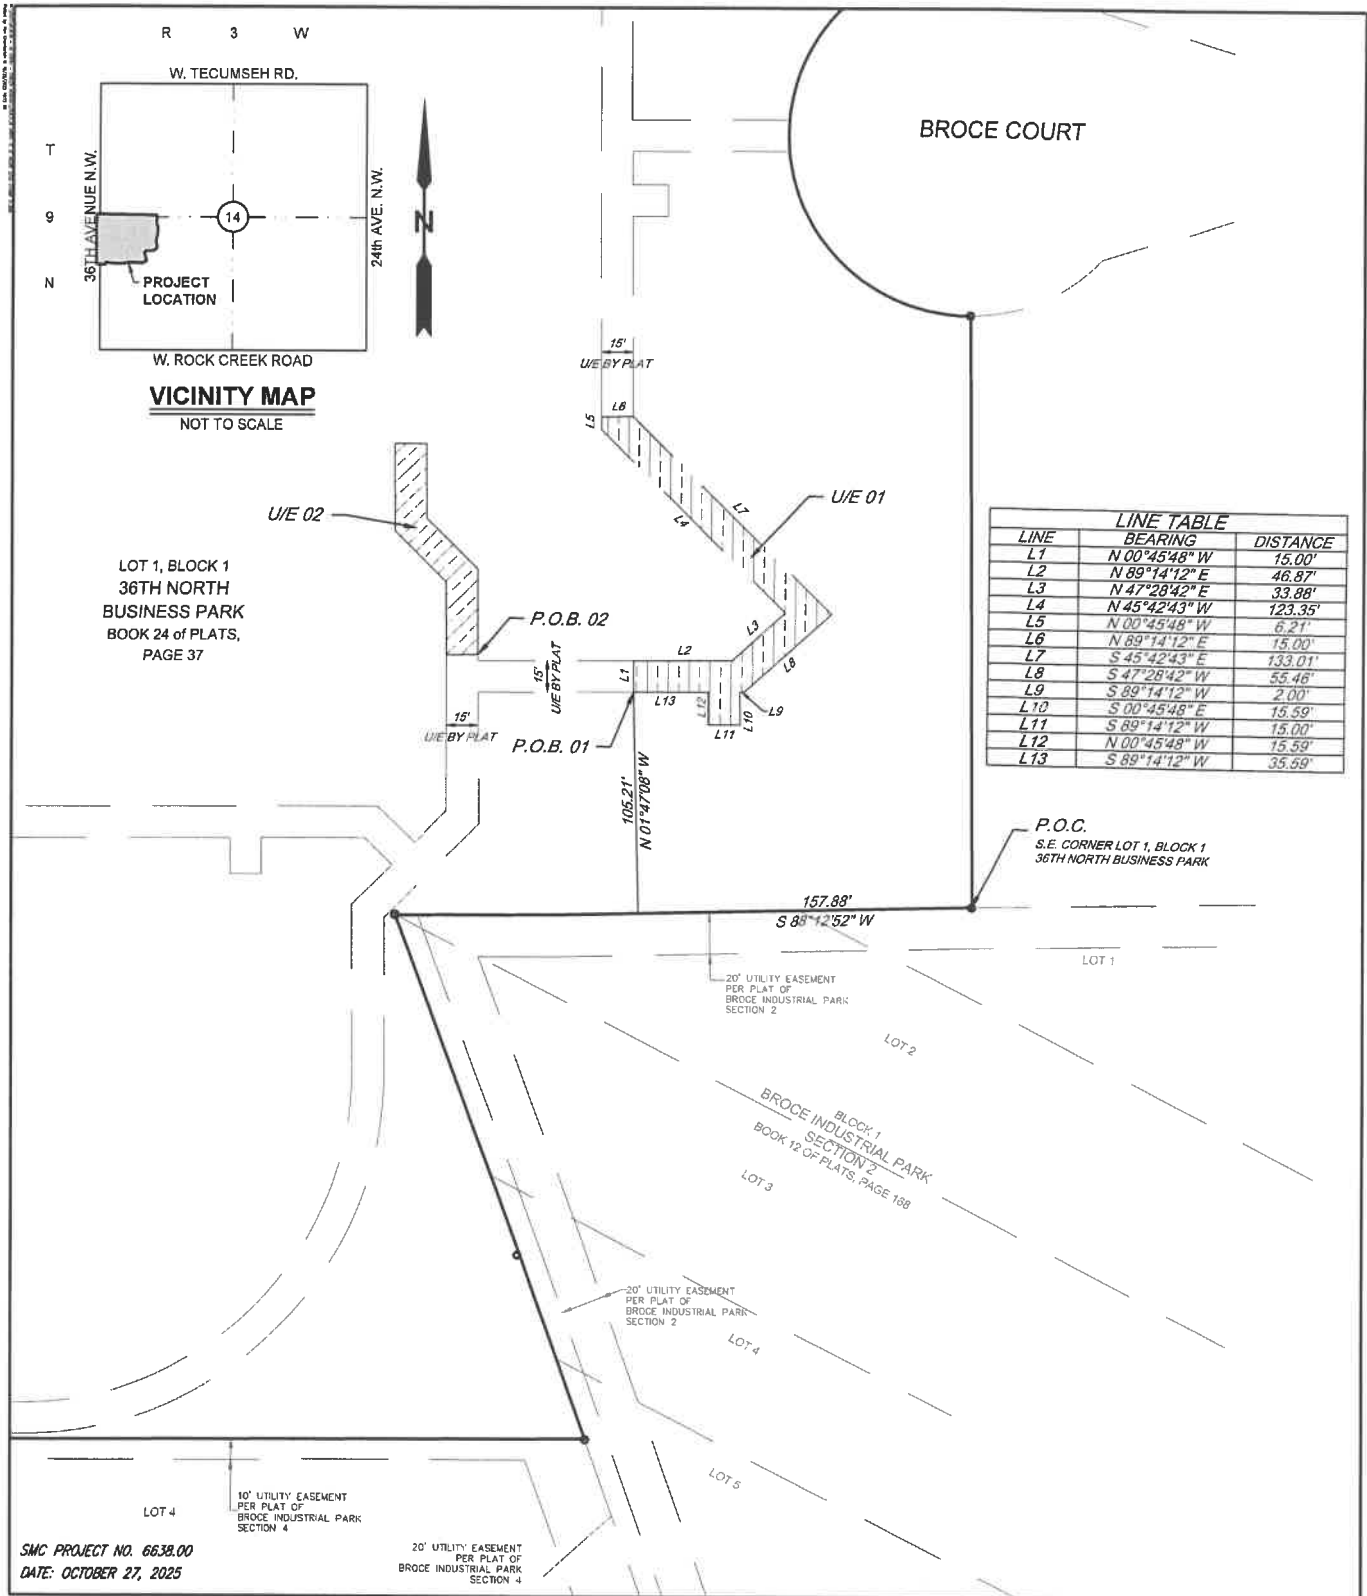 R 3 W
W. TECUMSEH RD.
T
9
N
36TH AVENUE N.W.
24th AVE. N.W.
14
PROJECT
LOCATION
W. ROCK CREEK ROAD
VICINITY MAP
NOT TO SCALE
N
BROCE COURT
15'
U/E BY PLAT
L6
L5
L7
L4
U/E 01
U/E 02
LOT 1, BLOCK 1
36TH NORTH
BUSINESS PARK
BOOK 24 of PLATS,
PAGE 37
P.O.B. 02
15'
U/E BY PLAT
L1
L2
L3
L8
L13
L12
L10
L9
L11
15'
U/E BY PLAT
P.O.B. 01
105.21'
N 01°47'08" W
LINE TABLE
LINE BEARING DISTANCE
L1 N 00°45'48" W 15.00'
L2 N 89°14'12" E 46.87'
L3 N 47°28'42" E 33.88'
L4 N 45°42'43" W 123.35'
L5 N 00°45'48" W 6.21'
L6 N 89°14'12" E 15.00'
L7 S 45°42'43" E 133.01'
L8 S 47°28'42" W 55.46'
L9 S 89°14'12" W 2.00'
L10 S 00°45'48" E 15.59'
L11 S 89°14'12" W 15.00'
L12 N 00°45'48" W 15.59'
L13 S 89°14'12" W 35.59'
P.O.C.
S.E. CORNER LOT 1, BLOCK 1
36TH NORTH BUSINESS PARK
157.88'
S 88°12'52" W
LOT 1
20' UTILITY EASEMENT
PER PLAT OF
BROCE INDUSTRIAL PARK
SECTION 2
LOT 2
BLOCK 1
BROCE INDUSTRIAL PARK
SECTION 2
BOOK 12 OF PLATS, PAGE 168
LOT 3
20' UTILITY EASEMENT
PER PLAT OF
BROCE INDUSTRIAL PARK
SECTION 2
LOT 4
LOT 5
LOT 4
10' UTILITY EASEMENT
PER PLAT OF
BROCE INDUSTRIAL PARK
SECTION 4
20' UTILITY EASEMENT
PER PLAT OF
BROCE INDUSTRIAL PARK
SECTION 4
SMC PROJECT NO. 6638.00
DATE: OCTOBER 27, 2025